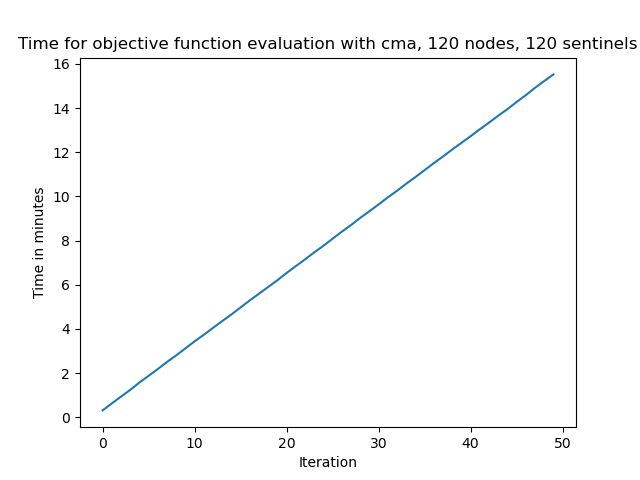 Time for objective function evaluation with cma, 120 nodes, 120 sentinels
16
14
12
10
8
6
4
2
0
Time in minutes
0 10 20 30 40 50
Iteration